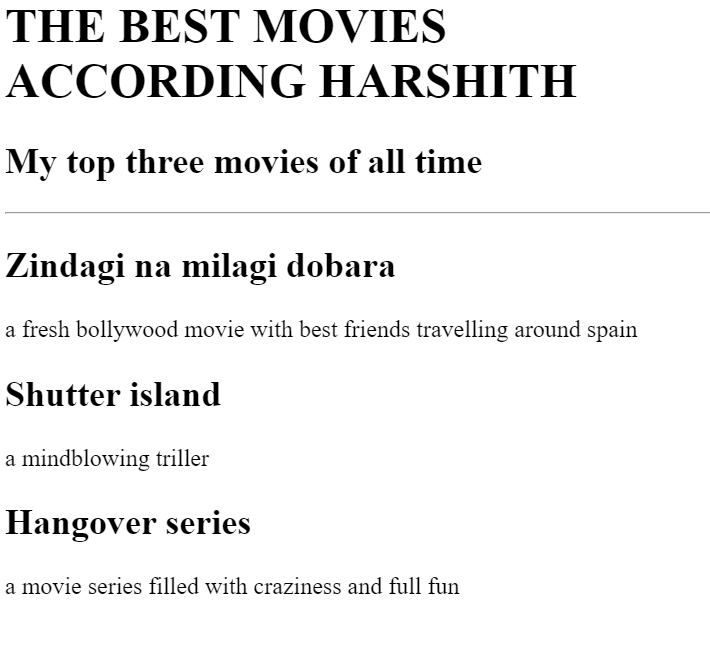 THE BEST MOVIES
ACCORDING HARSHITH
My top three movies of all time
Zindagi na milagi dobara
a fresh bollywood movie with best friends travelling around spain
Shutter island
a mindblowing triller
Hangover series
a movie series filled with craziness and full fun